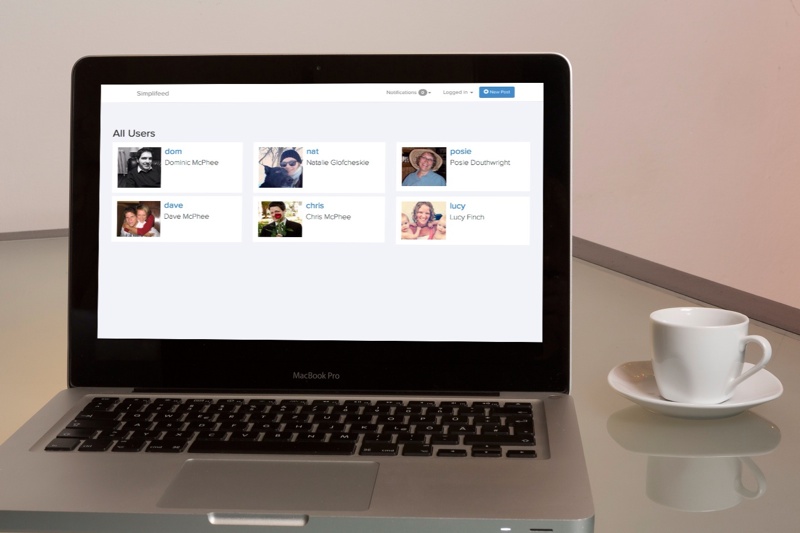 Simplifeed
Notifications 0
Logged in
New Post
All Users
dom
Dominic McPhee
nat
Natalie Glofcheskie
posie
Posie Douthwright
dave
Dave McPhee
chris
Chris McPhee
lucy
Lucy Finch
MacBook Pro